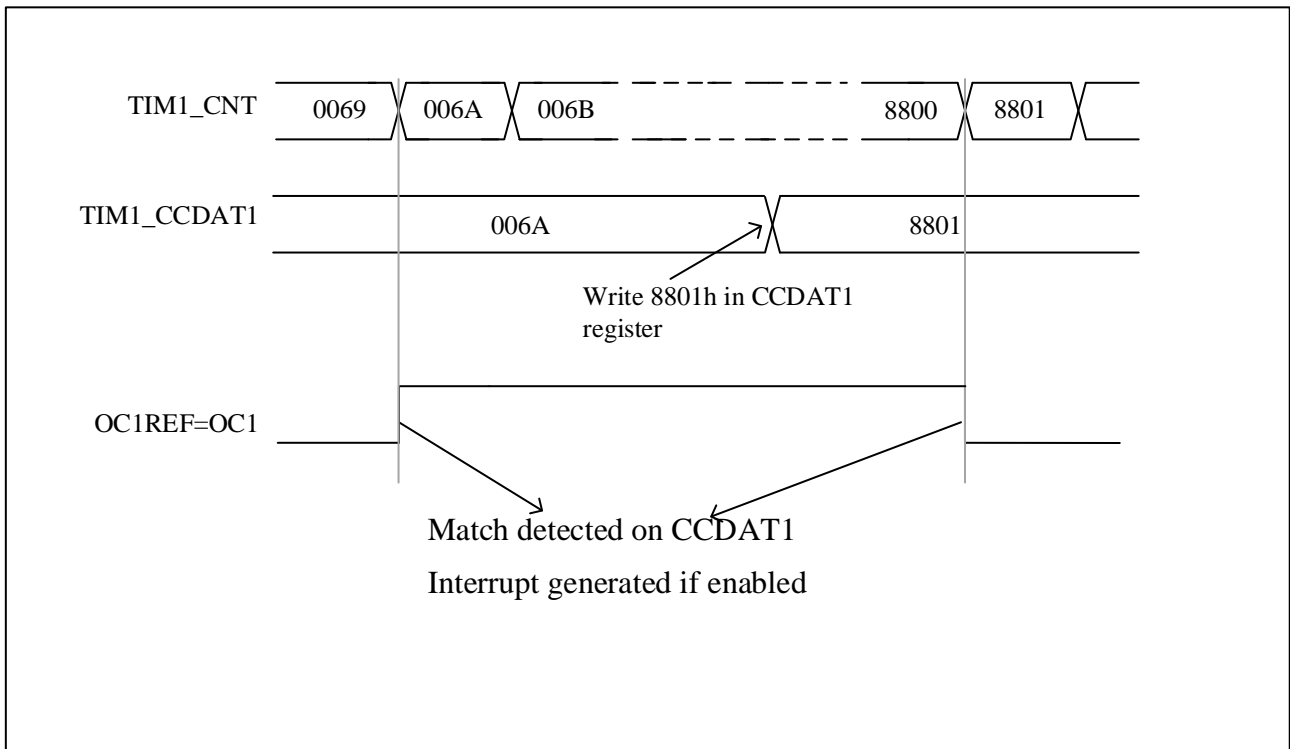 TIM1_CNT 0069 006A 006B 8800 8801
TIM1_CCDAT1 006A 8801
Write 8801h in CCDAT1
register
OC1REF=OC1
Match detected on CCDAT1
Interrupt generated if enabled